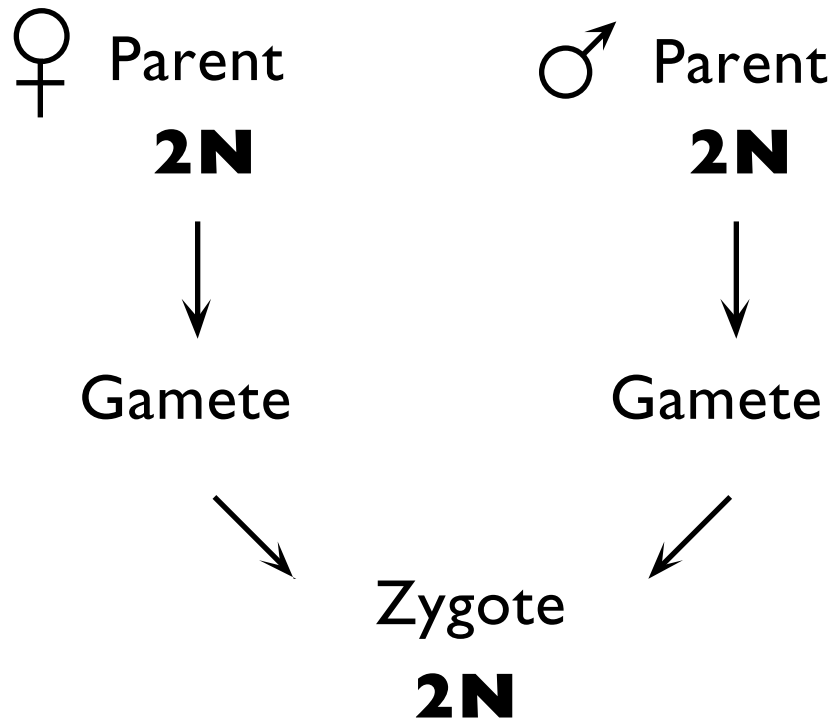 ♀ Parent ♂ Parent
2N 2N
Gamete Gamete
Zygote
2N